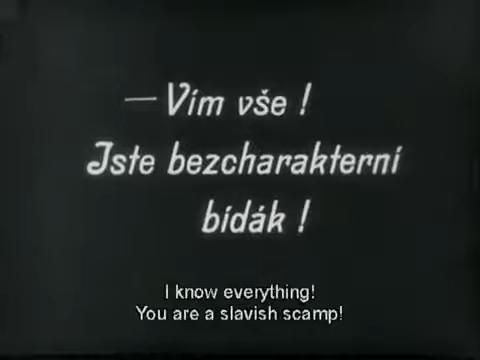 — Vím vše !
Jste bezcharakterní
bídák !
I know everything!
You are a slavish scamp!